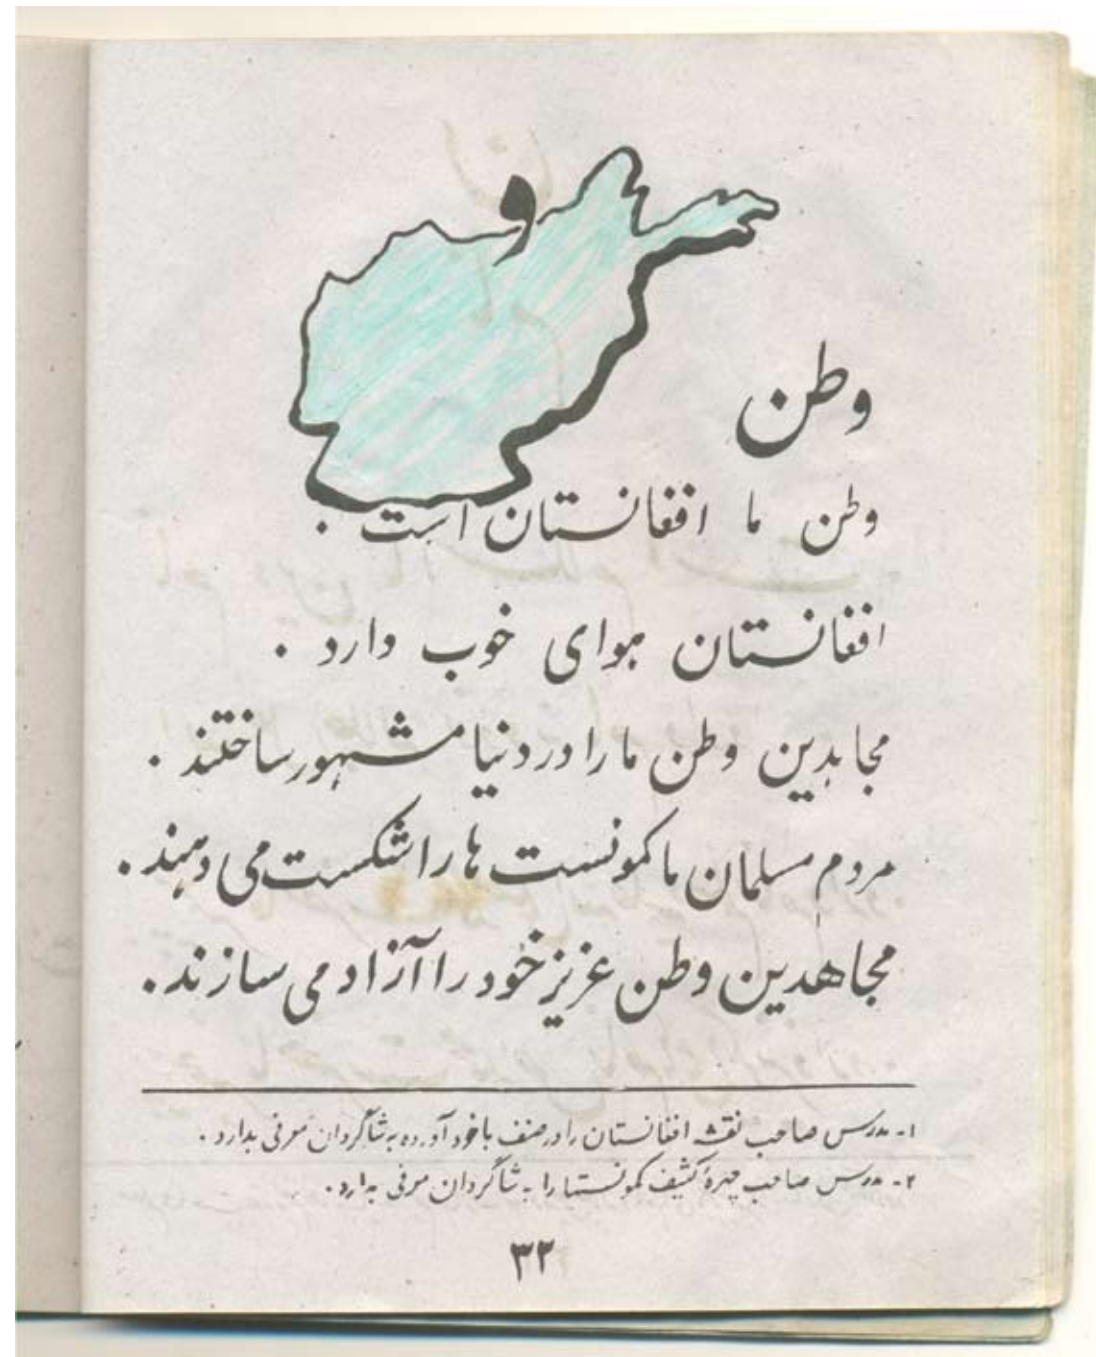 و
وطن
وطن ما افغانستان است .
افغانستان هوای خوب دارد .
مجاهدین وطن ما را در دنیا مشهور ساختند .
مردم مسلمان ما کمونست ها را شکست می دهند .
مجاهدین وطن عزیز خود را آزاد می سازند .
۱- مدرس صاحب نقشه افغانستان را در صنف با خود آورده به شاگردان معرفی بدارد .
۲- مدرس صاحب چهرهٔ کثیف کمونستها را به شاگردان معرفی بدارد .
۳۲